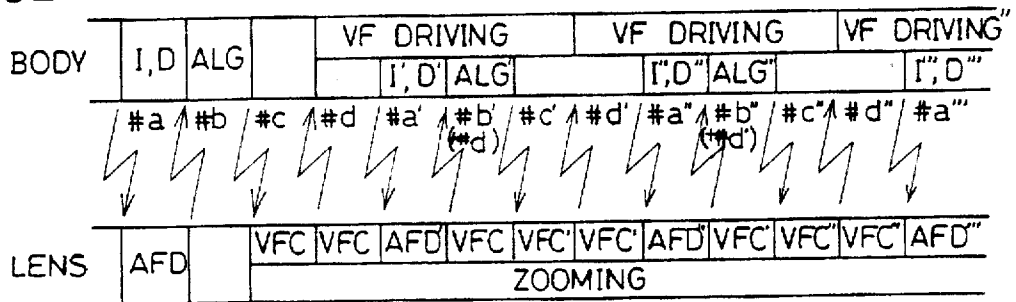 VF DRIVING VF DRIVING VF DRIVING"
BODY I,D ALG
I',D' ALG' I",D" ALG" I"',D"'
#a #b #c #d #a' #b' #c' #d' #a" #b" #c" #d" #a"'
(+#d) (+#d')
VFC VFC AFD' VFC VFC' VFC' AFD" VFC' VFC" VFC" AFD"'
LENS AFD
ZOOMING